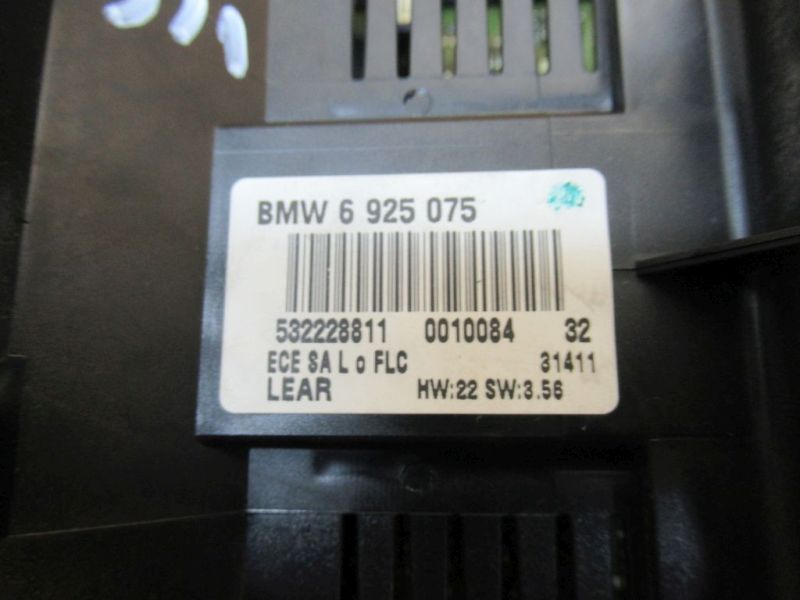 BMW 6 925 075
532228811 0010084 32
ECE SA L o FLC 31411
LEAR HW:22 SW:3.56